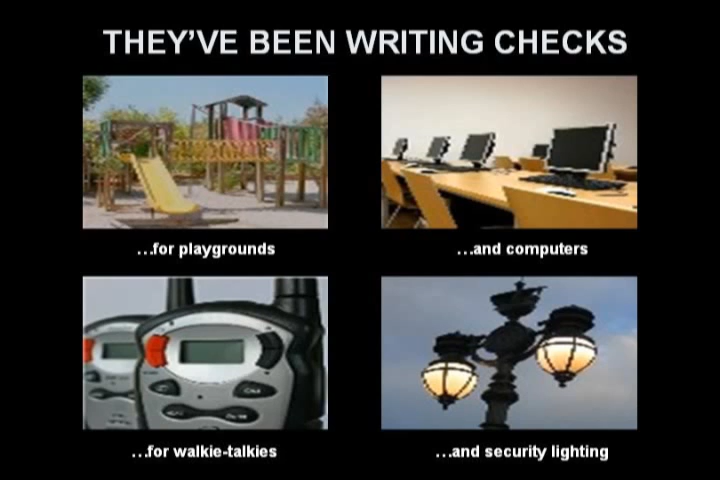 THEY’VE BEEN WRITING CHECKS
…for playgrounds
…and computers
…for walkie-talkies
…and security lighting